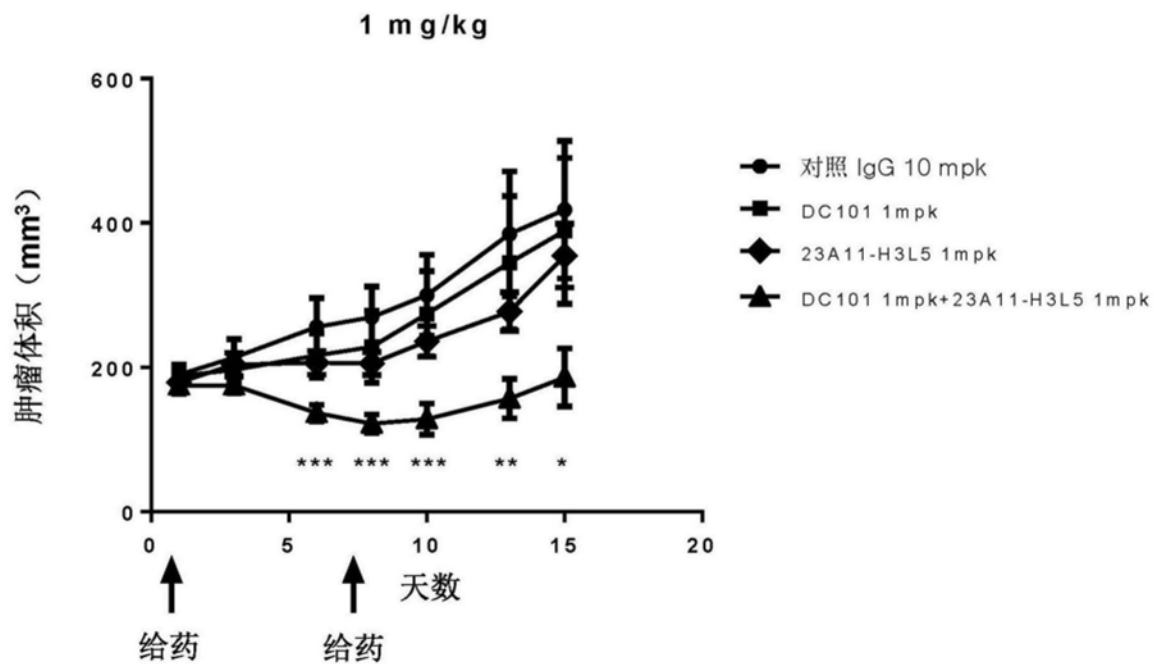 1 mg/kg
600
400
200
0
肿瘤体积（mm³）
对照 IgG 10 mpk
DC101 1mpk
23A11-H3L5 1mpk
DC101 1mpk+23A11-H3L5 1mpk
*** *** *** ** *
0 5 10 15 20
天数
给药 给药